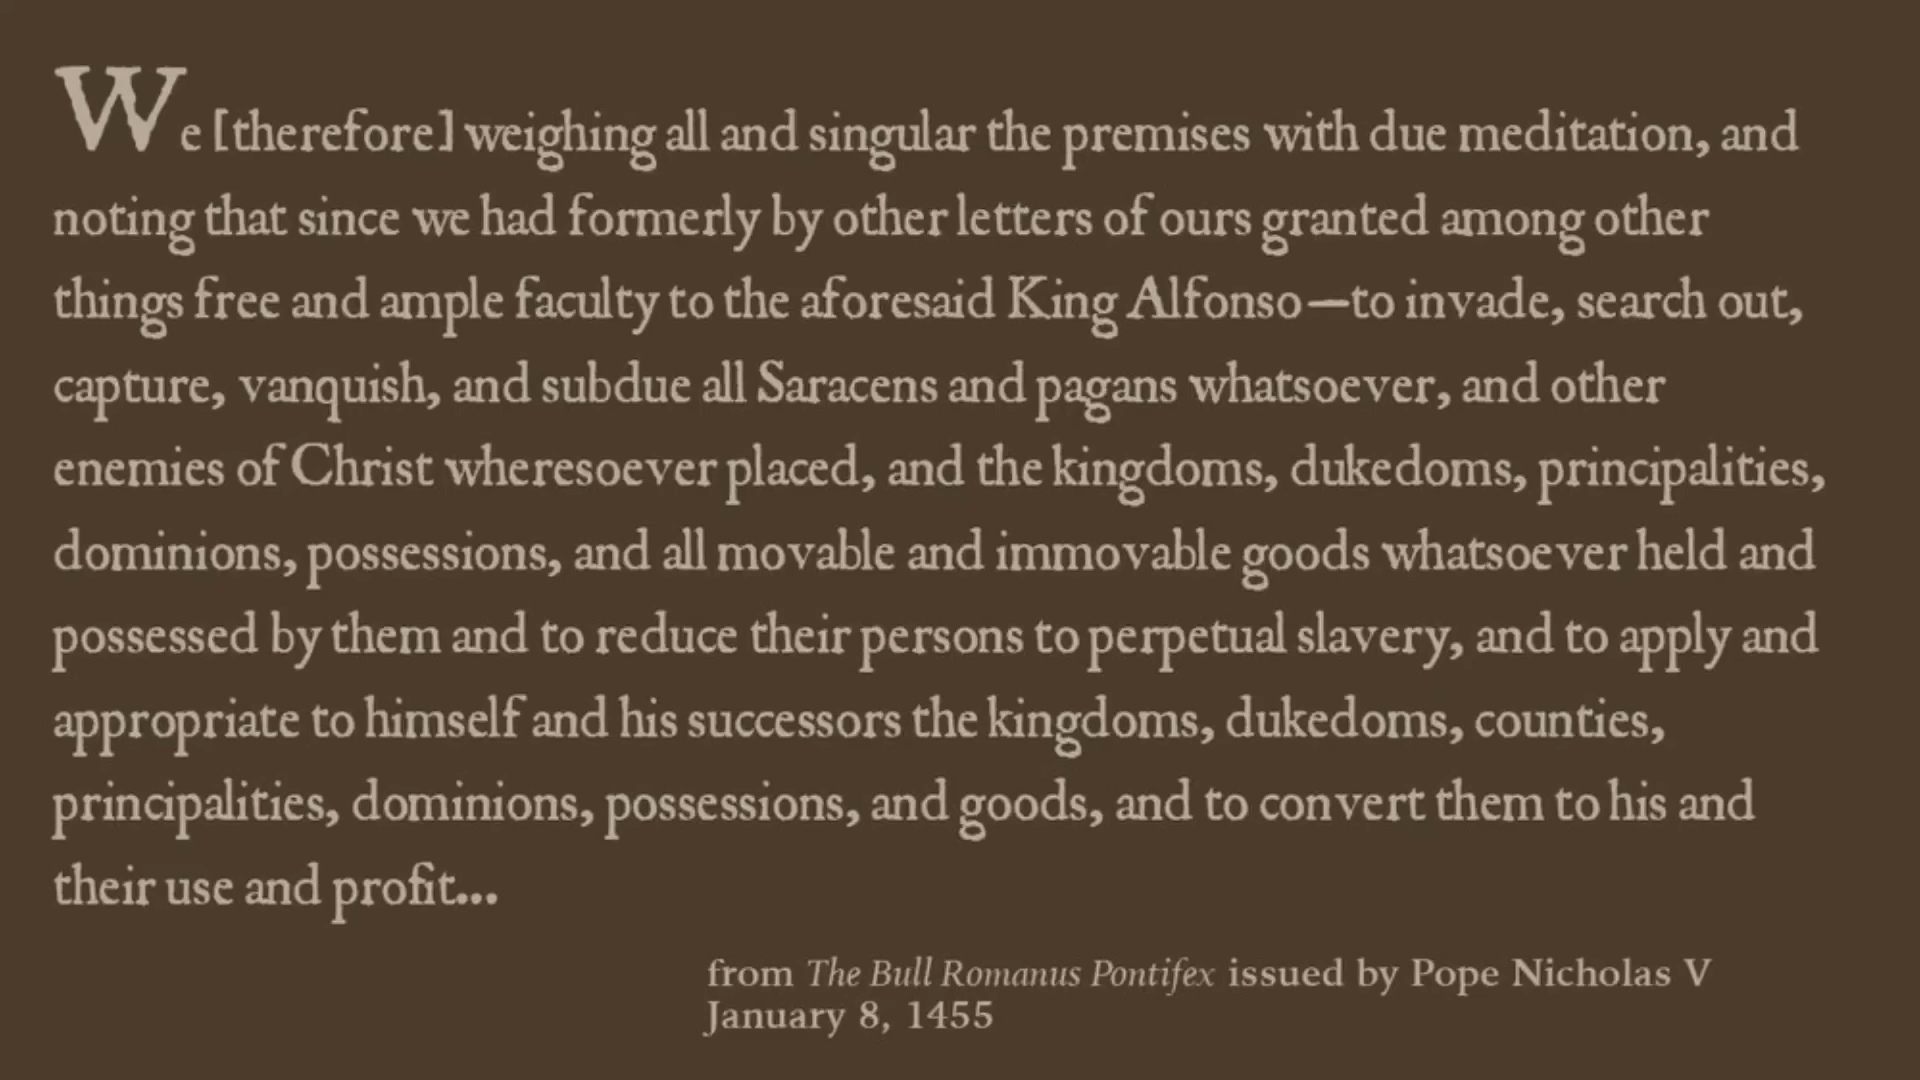 We [therefore] weighing all and singular the premises with due meditation, and
noting that since we had formerly by other letters of ours granted among other
things free and ample faculty to the aforesaid King Alfonso—to invade, search out,
capture, vanquish, and subdue all Saracens and pagans whatsoever, and other
enemies of Christ wheresoever placed, and the kingdoms, dukedoms, principalities,
dominions, possessions, and all movable and immovable goods whatsoever held and
possessed by them and to reduce their persons to perpetual slavery, and to apply and
appropriate to himself and his successors the kingdoms, dukedoms, counties,
principalities, dominions, possessions, and goods, and to convert them to his and
their use and profit...
from The Bull Romanus Pontifex issued by Pope Nicholas V
January 8, 1455